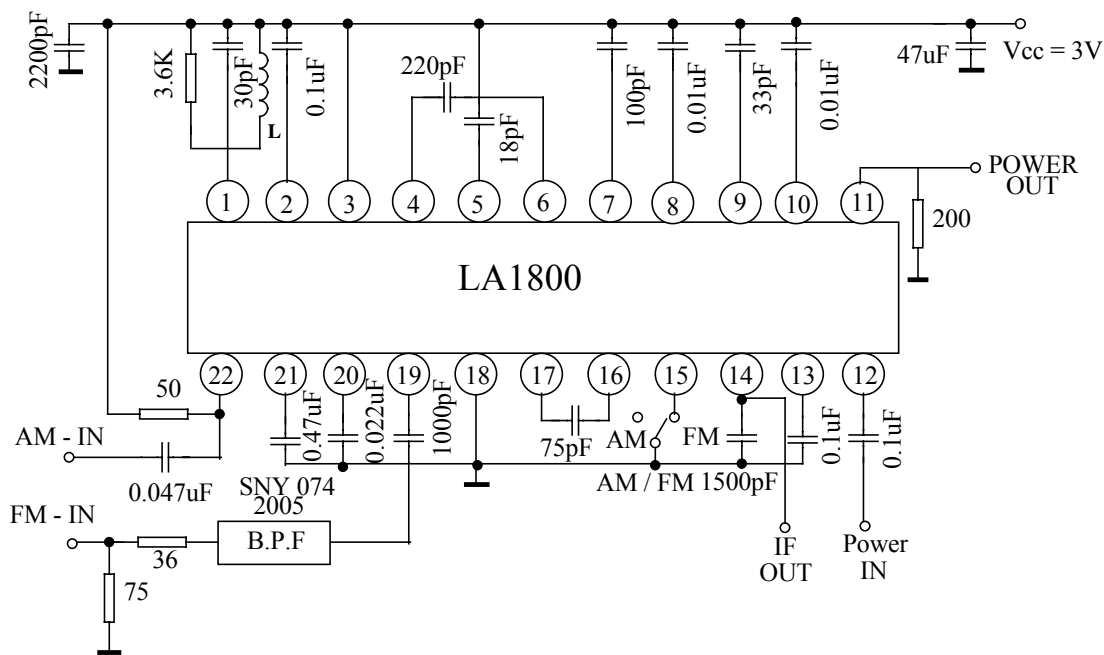 2200pF
3.6K
30pF
L
0.1uF
220pF
18pF
100pF
0.01uF
33pF
0.01uF
47uF
Vcc = 3V
POWER
OUT
200
1
2
3
4
5
6
7
8
9
10
11
LA1800
22
21
20
19
18
17
16
15
14
13
12
50
AM - IN
0.047uF
0.47uF
0.022uF
1000pF
75pF
AM
FM
AM / FM
1500pF
0.1uF
0.1uF
SNY 074
2005
B.P.F
FM - IN
36
75
IF
OUT
Power
IN